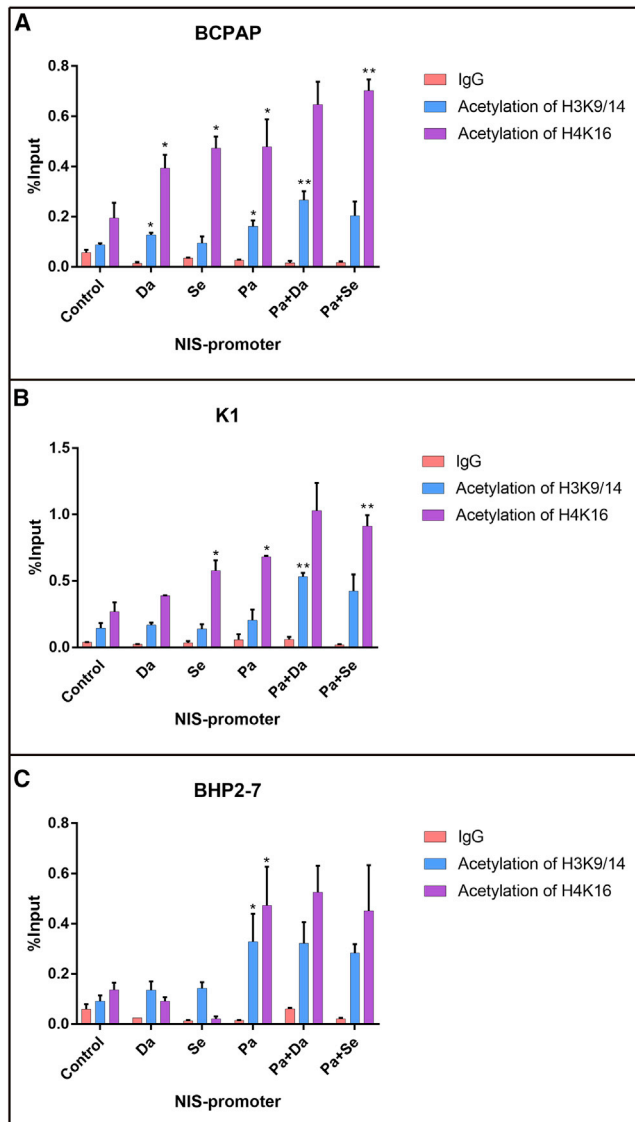 A
BCPAP
0.8
0.6
0.4
0.2
0.0
%Input
** 
* * *
* * **
IgG
Acetylation of H3K9/14
Acetylation of H4K16
Control Da Se Pa Pa+Da Pa+Se
NIS-promoter
B
K1
1.5
1.0
0.5
0.0
%Input
* * ** **
IgG
Acetylation of H3K9/14
Acetylation of H4K16
Control Da Se Pa Pa+Da Pa+Se
NIS-promoter
C
BHP2-7
0.8
0.6
0.4
0.2
0.0
%Input
* *
IgG
Acetylation of H3K9/14
Acetylation of H4K16
Control Da Se Pa Pa+Da Pa+Se
NIS-promoter